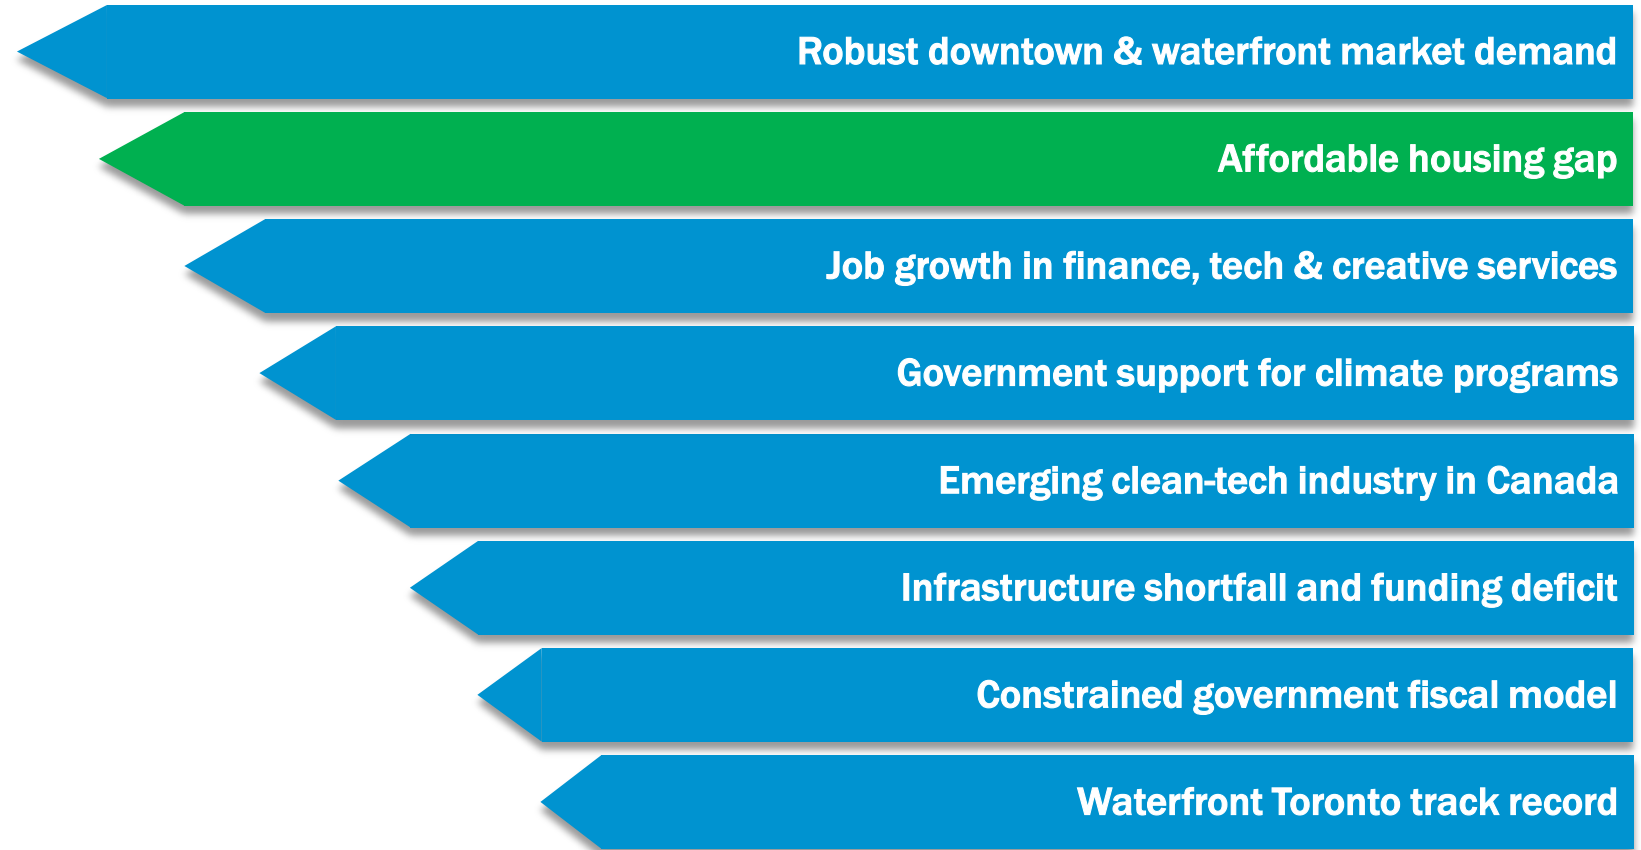 Robust downtown & waterfront market demand
Affordable housing gap
Job growth in finance, tech & creative services
Government support for climate programs
Emerging clean-tech industry in Canada
Infrastructure shortfall and funding deficit
Constrained government fiscal model
Waterfront Toronto track record